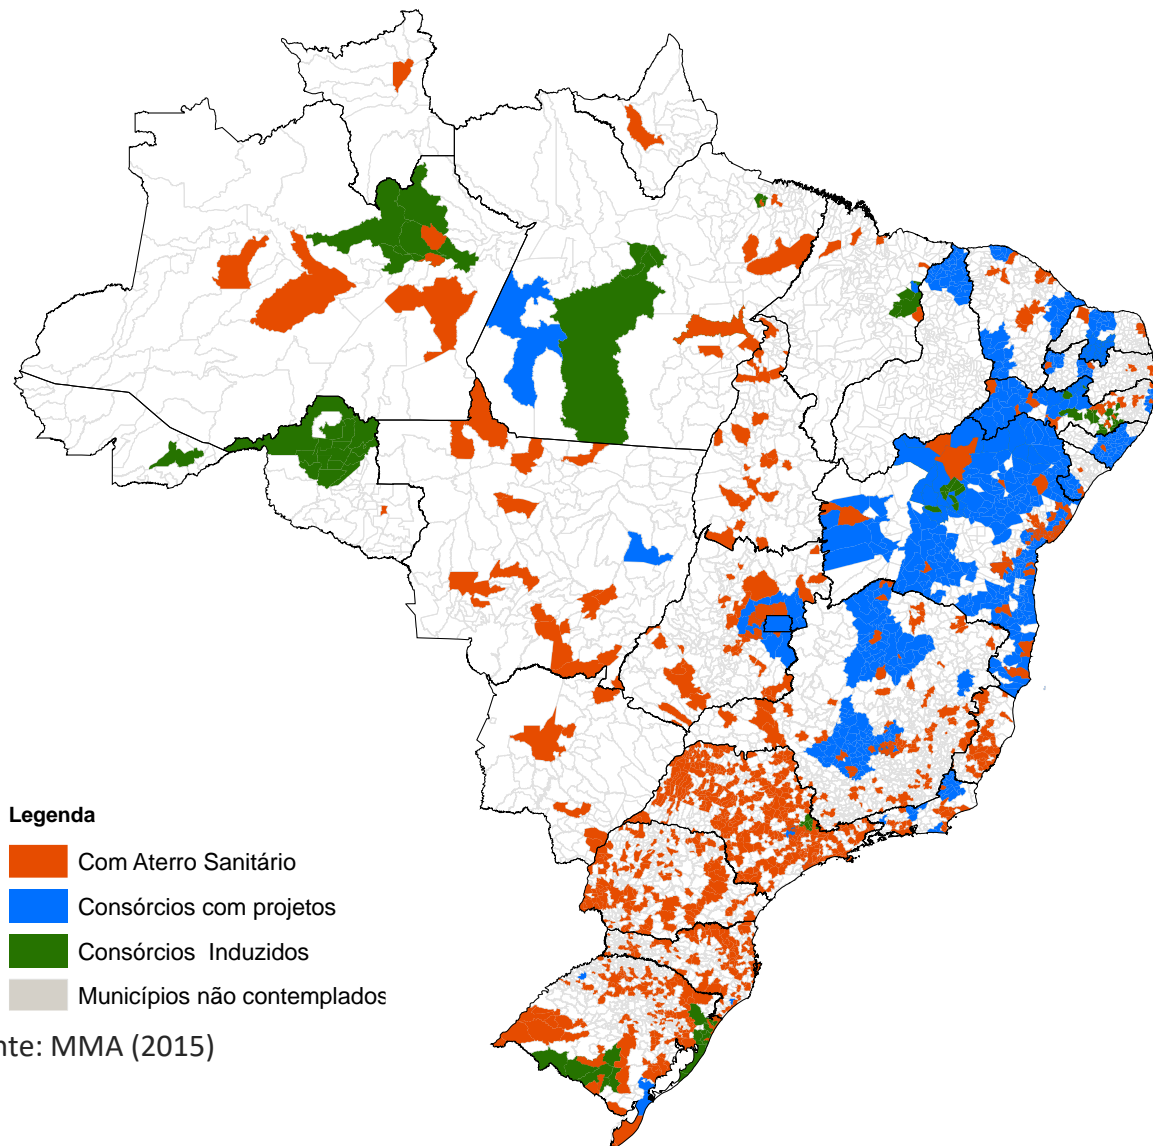 Legenda
Com Aterro Sanitário
Consórcios com projetos
Consórcios Induzidos
Municípios não contemplados
nte: MMA (2015)